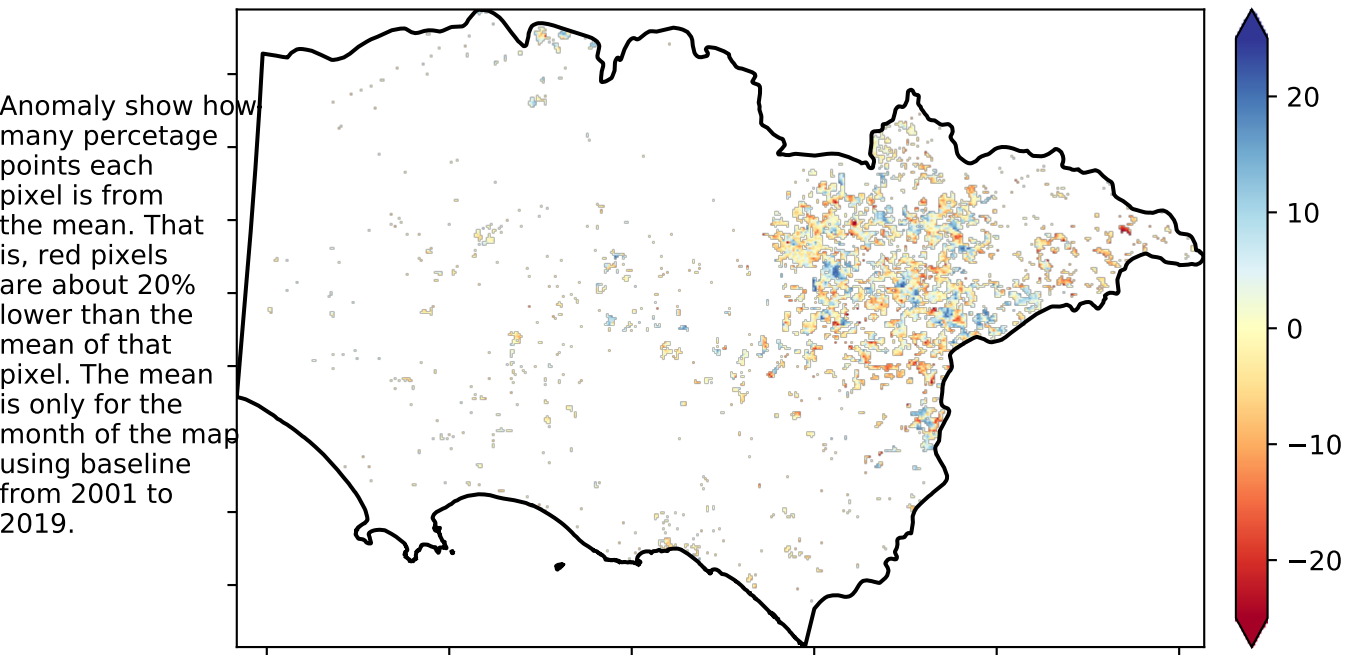 Anomaly show how
many percetage
points each
pixel is from
the mean. That
is, red pixels
are about 20%
lower than the
mean of that
pixel. The mean
is only for the
month of the map
using baseline
from 2001 to
2019.
20
10
0
−10
−20